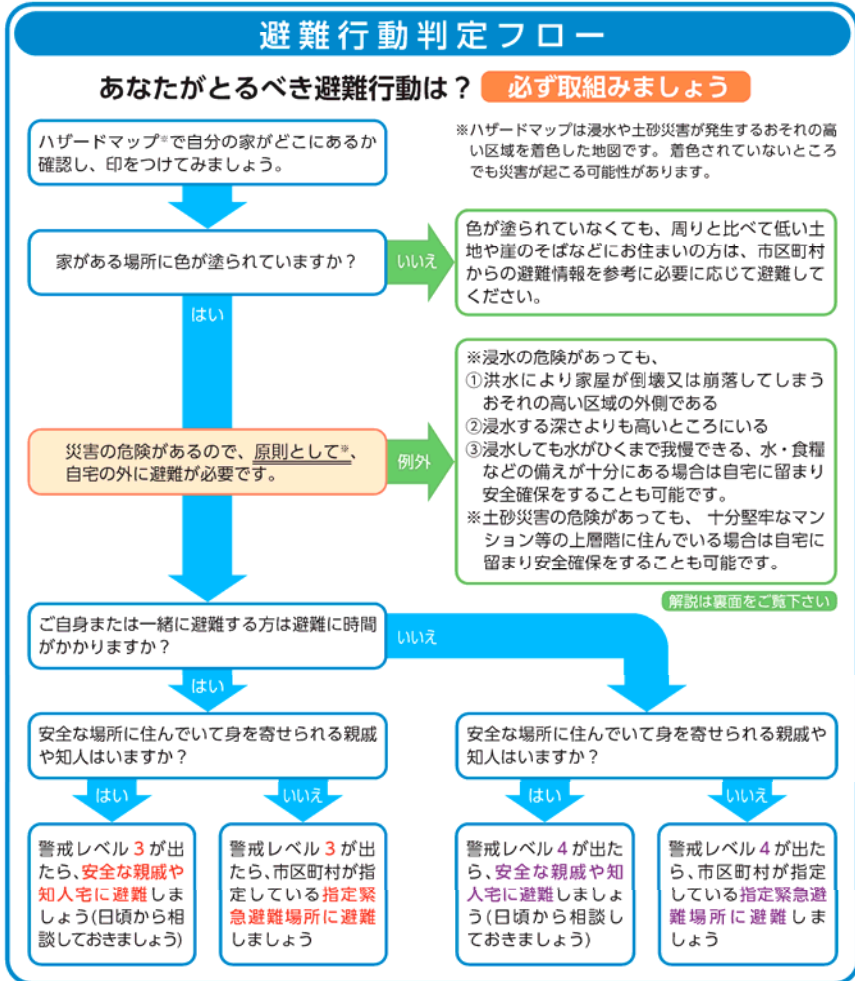 避難行動判定フロー
あなたがとるべき避難行動は？ 必ず取組みましょう
ハザードマップ※で自分の家がどこにあるか
確認し、印をつけてみましょう。
※ハザードマップは浸水や土砂災害が発生するおそれの高
い区域を着色した地図です。着色されていないところ
でも災害が起こる可能性があります。
家がある場所に色が塗られていますか？
いいえ
色が塗られていなくても、周りと比べて低い土
地や崖のそばなどにお住まいの方は、市区町村
からの避難情報を参考に必要に応じて避難して
ください。
はい
災害の危険があるので、原則として※、
自宅の外に避難が必要です。
例外
※浸水の危険があっても、
①洪水により家屋が倒壊又は崩落してしまう
おそれの高い区域の外側である
②浸水する深さよりも高いところにいる
③浸水しても水がひくまで我慢できる、水・食糧
などの備えが十分にある場合は自宅に留まり
安全確保をすることも可能です。
※土砂災害の危険があっても、十分堅牢なマン
ション等の上層階に住んでいる場合は自宅に
留まり安全確保をすることも可能です。
解説は裏面をご覧下さい
ご自身または一緒に避難する方は避難に時間
がかかりますか？
いいえ
はい
安全な場所に住んでいて身を寄せられる親戚
や知人はいますか？
はい
いいえ
警戒レベル3が出
たら、安全な親戚や
知人宅に避難しま
しょう(日頃から相
談しておきましょう)
警戒レベル3が出
たら、市区町村が指
定している指定緊
急避難場所に避難
しましょう
安全な場所に住んでいて身を寄せられる親戚や
知人はいますか？
はい
いいえ
警戒レベル4が出た
ら、安全な親戚や知
人宅に避難しましょ
う(日頃から相談し
ておきましょう)
警戒レベル4が出た
ら、市区町村が指定
している指定緊急避
難場所に避難しま
しょう